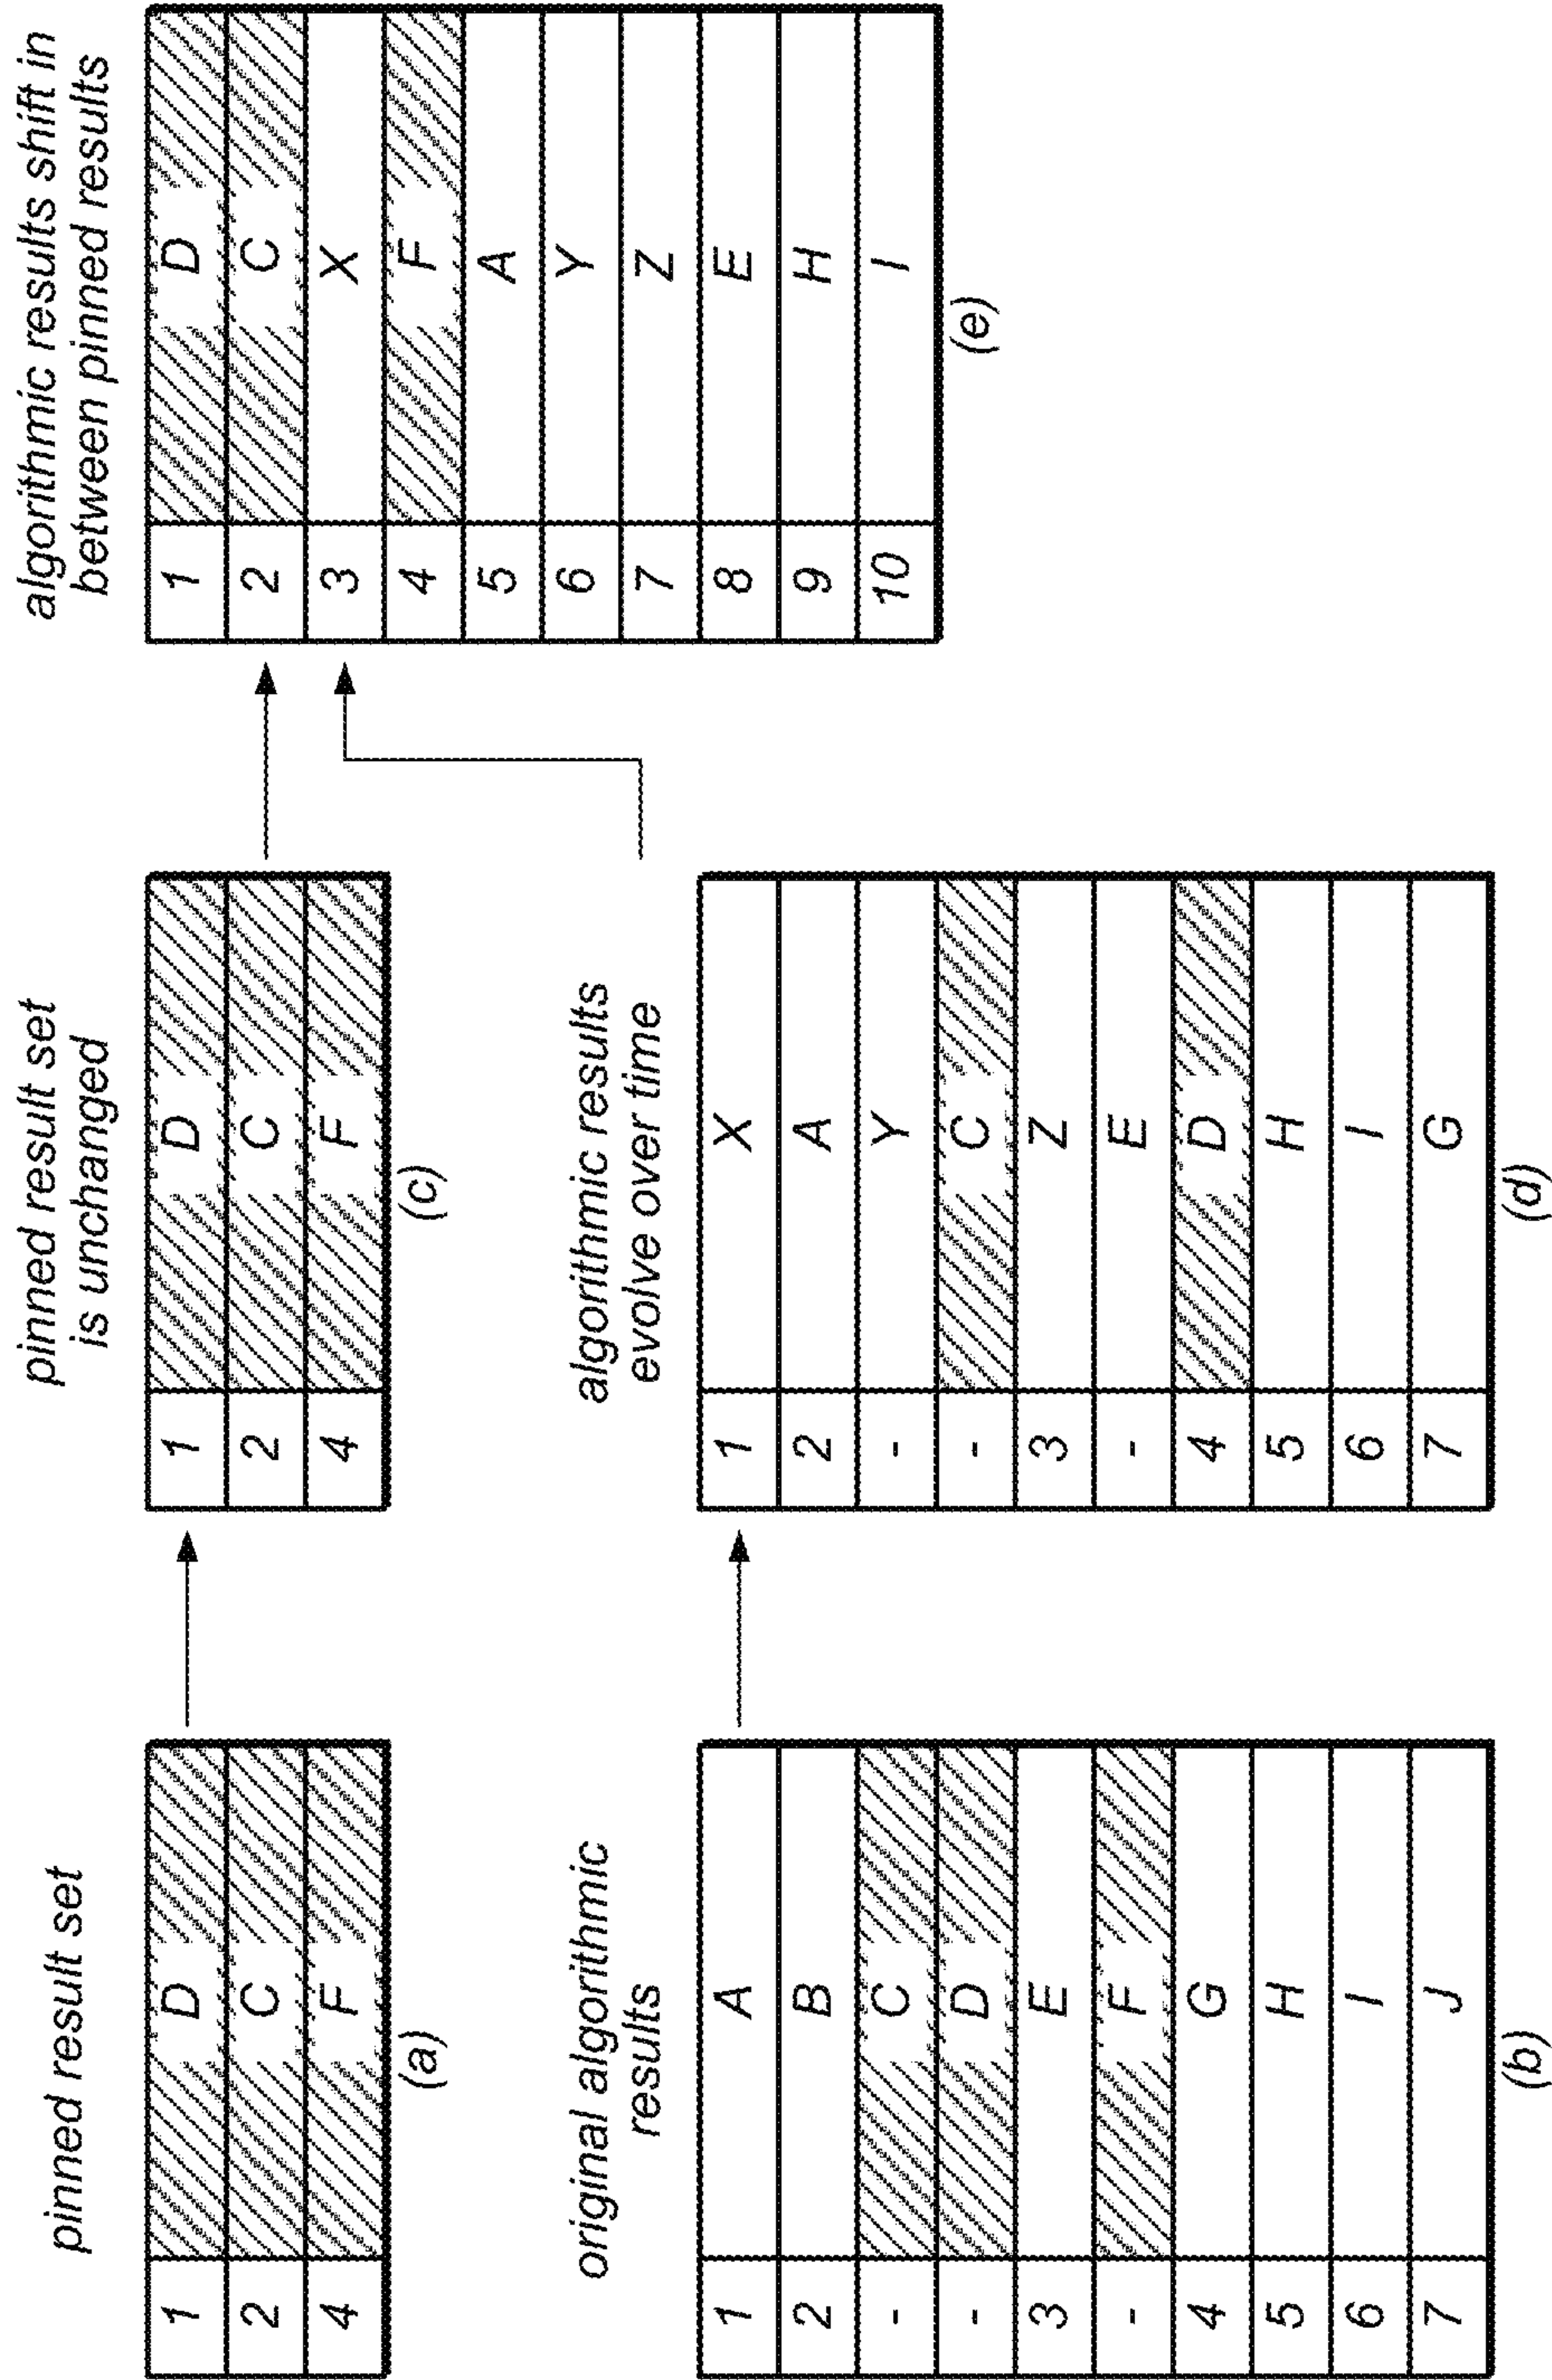 pinned result set
1 D
2 C
4 F
(a)
original algorithmic
results
1 A
2 B
- C
- D
3 E
- F
4 G
5 H
6 I
7 J
(b)
pinned result set
is unchanged
1 D
2 C
4 F
(c)
algorithmic results
evolve over time
1 X
2 A
- Y
- C
3 Z
- E
4 D
5 H
6 I
7 G
(d)
algorithmic results shift in
between pinned results
1 D
2 C
3 X
4 F
5 A
6 Y
7 Z
8 E
9 H
10 I
(e)